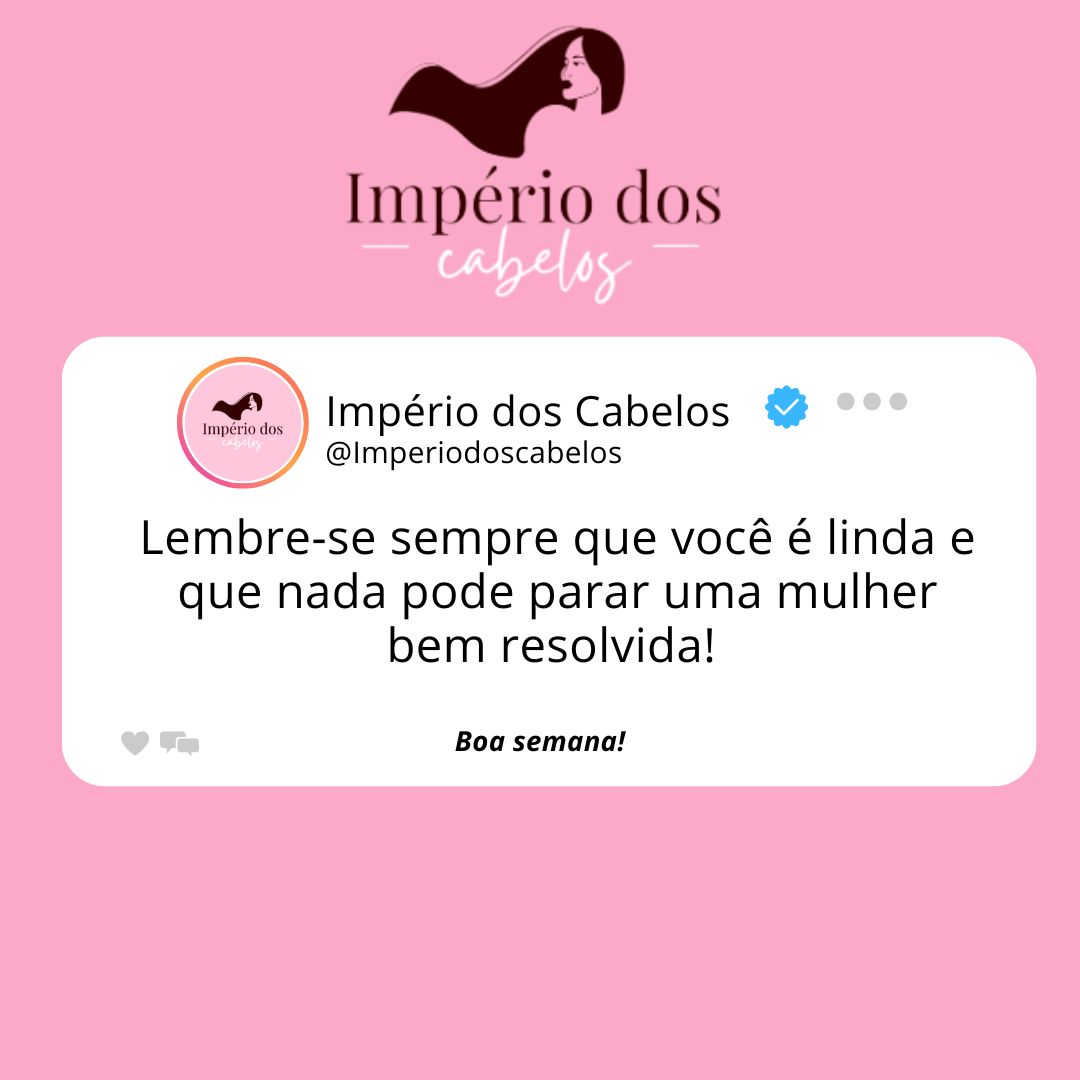 Império dos
cabelos
Império dos
cabelos
Império dos Cabelos
@Imperiodoscabelos
Lembre-se sempre que você é linda e
que nada pode parar uma mulher
bem resolvida!
Boa semana!